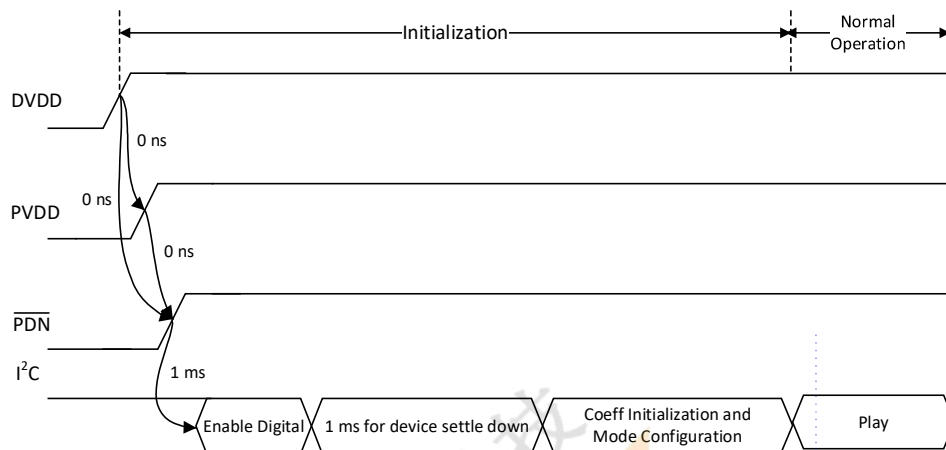 Initialization
Normal
Operation
DVDD
0 ns
0 ns
PVDD
0 ns
PDN
I²C
1 ms
Enable Digital
1 ms for device settle down
Coeff Initialization and
Mode Configuration
Play
技